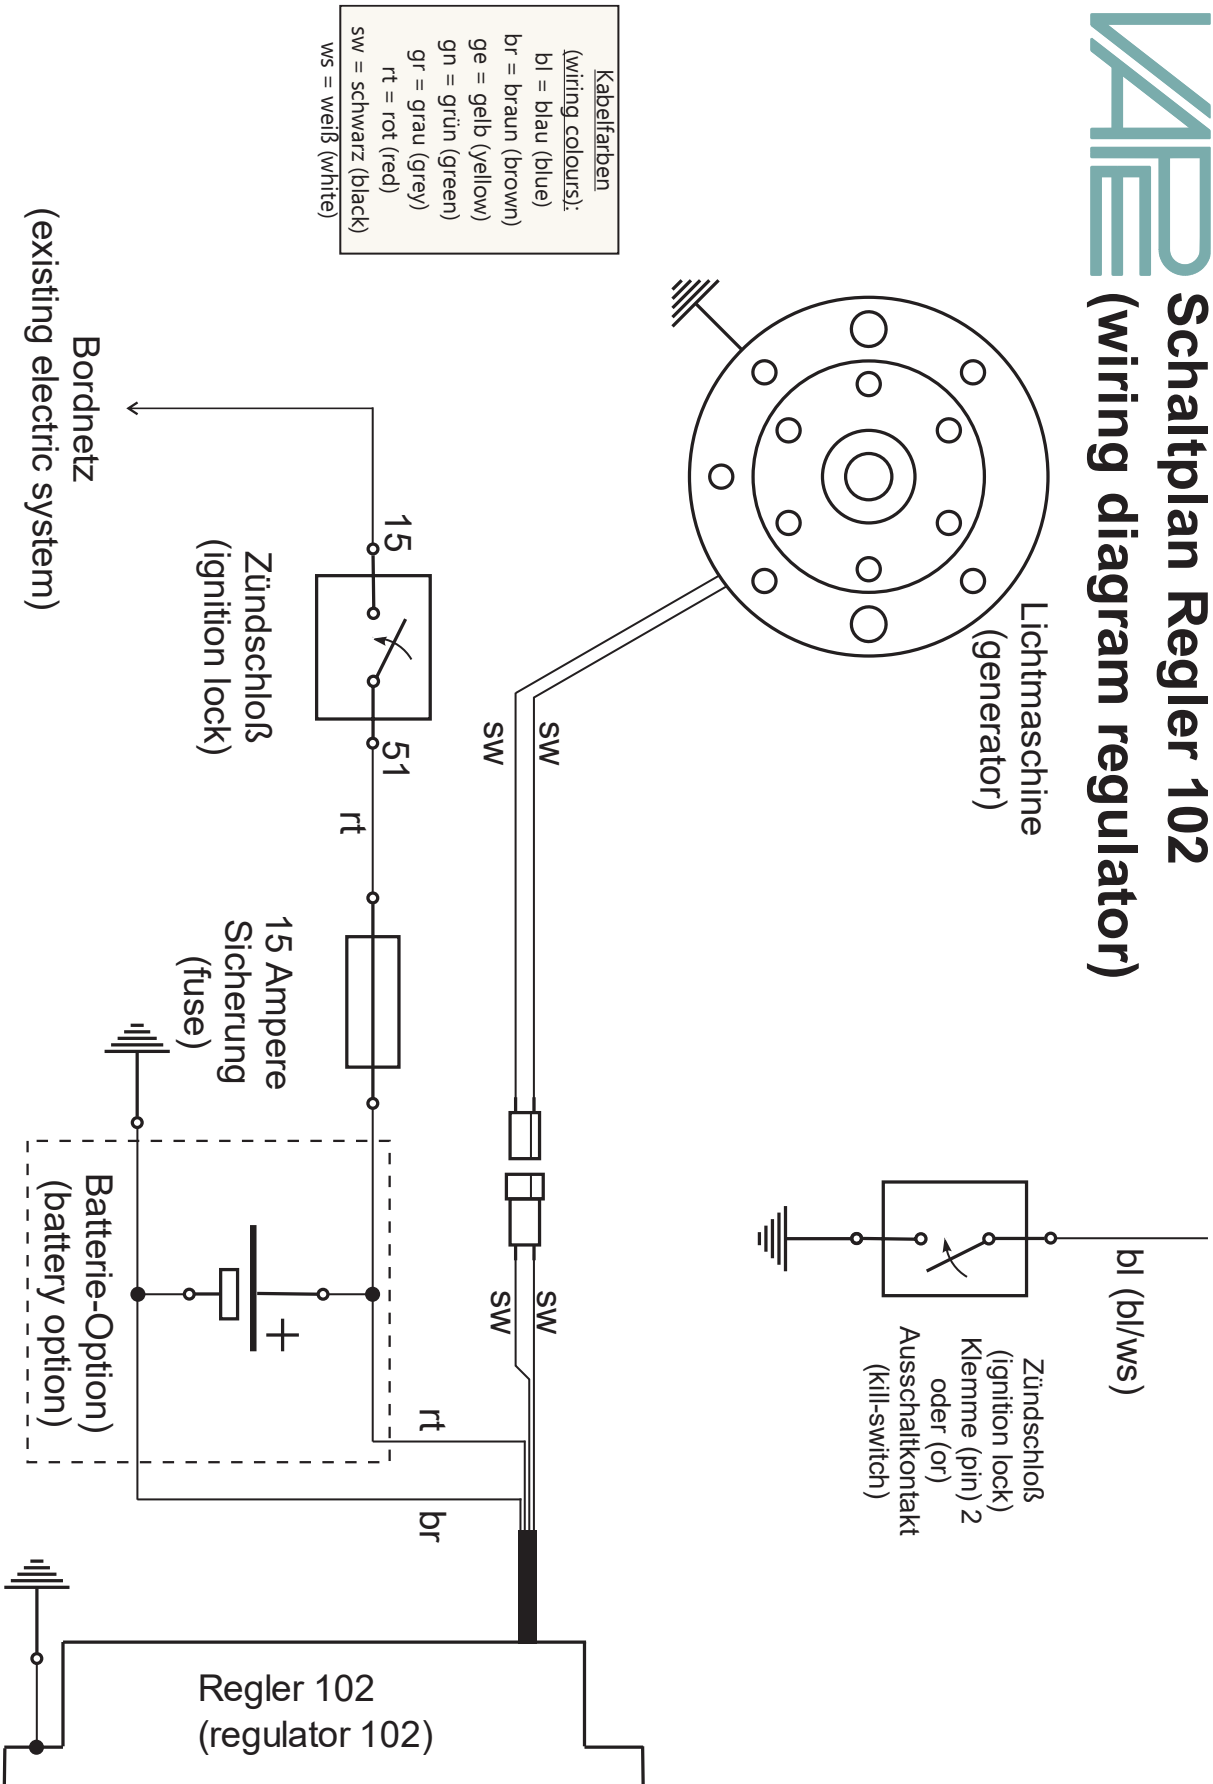 VAPE
Schaltplan Regler 102
(wiring diagram regulator)
Kabelfarben
(wiring colours):
bl = blau (blue)
br = braun (brown)
ge = gelb (yellow)
gn = grün (green)
gr = grau (grey)
rt = rot (red)
sw = schwarz (black)
ws = weiß (white)
Lichtmaschine
(generator)
bl (bl/ws)
Zündschloß
(ignition lock)
Klemme (pin) 2
oder (or)
Ausschaltkontakt
(kill-switch)
sw
sw
sw
sw
15
51
Zündschloß
(ignition lock)
rt
15 Ampere
Sicherung
(fuse)
Bordnetz
(existing electric system)
+
Batterie-Option)
(battery option)
rt
br
Regler 102
(regulator 102)